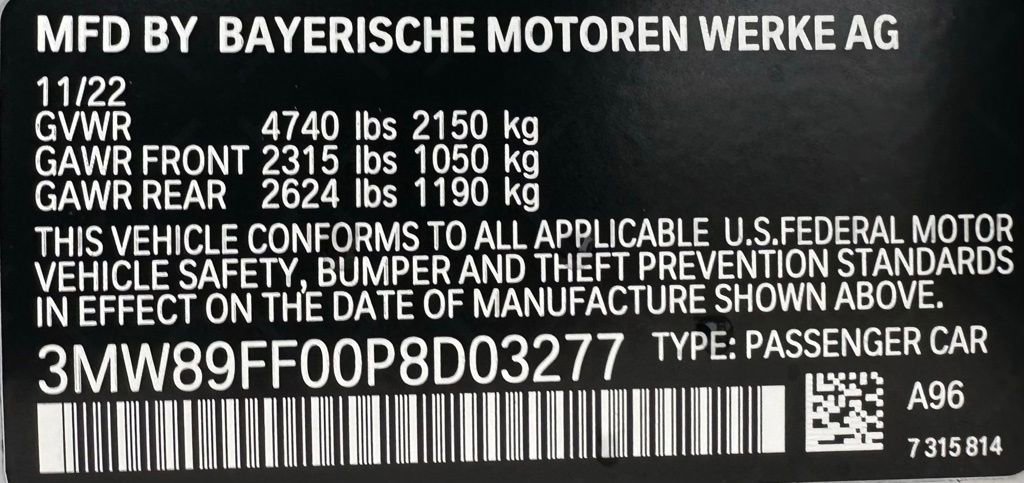 MFD BY BAYERISCHE MOTOREN WERKE AG
11/22
GVWR 4740 lbs 2150 kg
GAWR FRONT 2315 lbs 1050 kg
GAWR REAR 2624 lbs 1190 kg
THIS VEHICLE CONFORMS TO ALL APPLICABLE U.S.FEDERAL MOTOR
VEHICLE SAFETY, BUMPER AND THEFT PREVENTION STANDARDS
IN EFFECT ON THE DATE OF MANUFACTURE SHOWN ABOVE.
3MW89FF00P8D03277 TYPE: PASSENGER CAR
A96
7 315 814